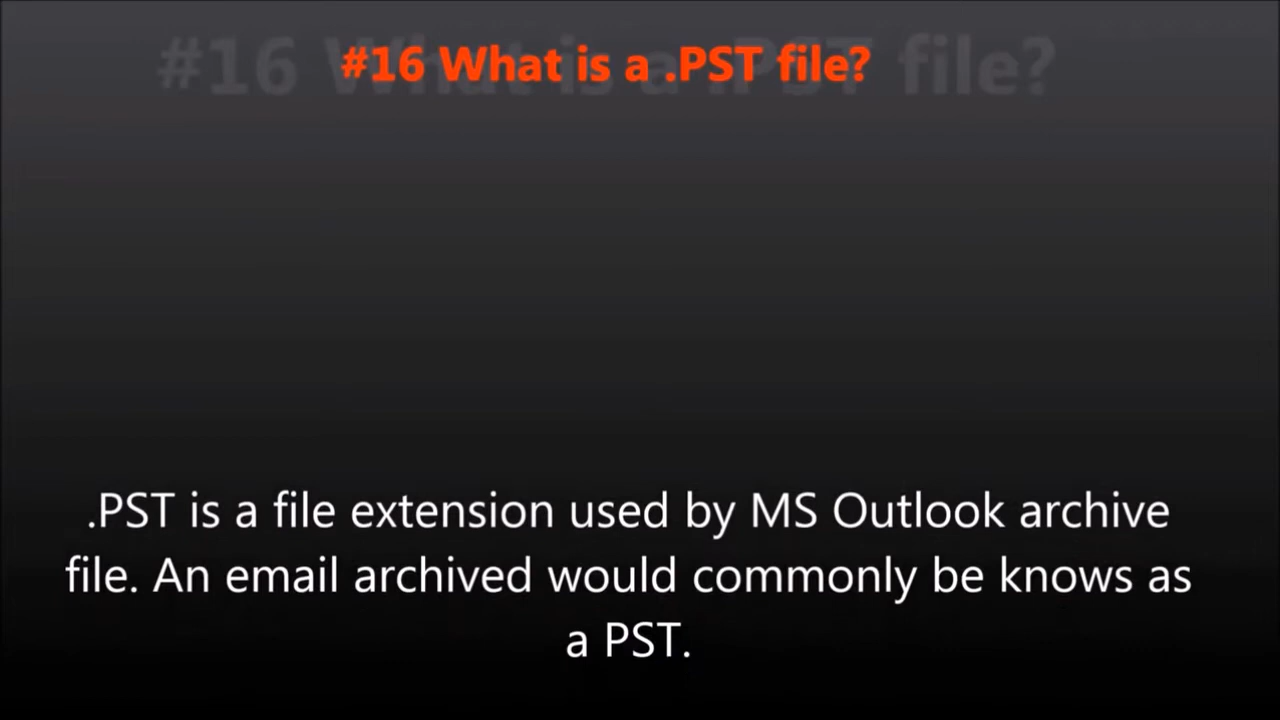 #16 What is a .PST file?
.PST is a file extension used by MS Outlook archive
file. An email archived would commonly be knows as
a PST.